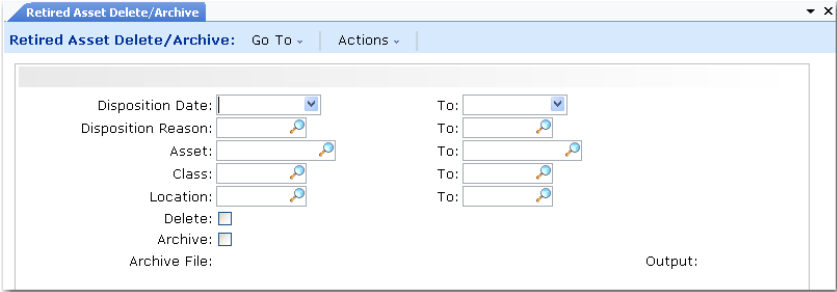 Retired Asset Delete/Archive
Retired Asset Delete/Archive: Go To Actions
Disposition Date: To:
Disposition Reason: To:
Asset: To:
Class: To:
Location: To:
Delete:
Archive:
Archive File: Output: